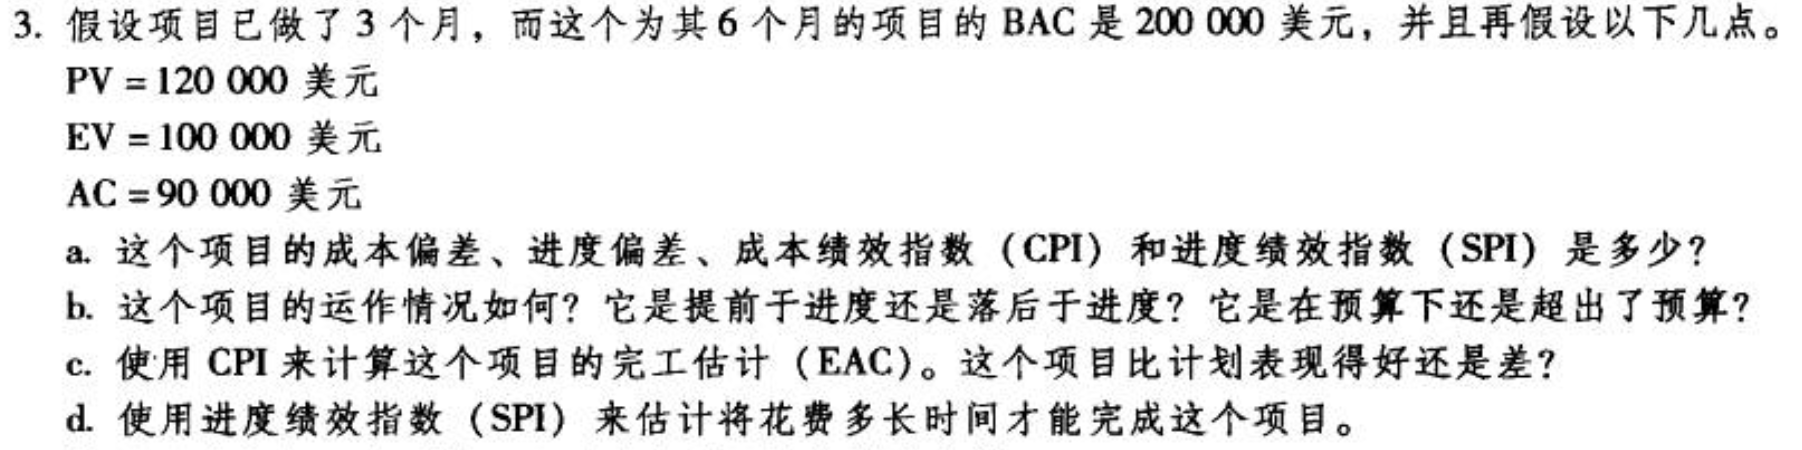 3. 假设项目已做了 3 个月，而这个为其 6 个月的项目的 BAC 是 200 000 美元，并且再假设以下几点。
PV = 120 000 美元
EV = 100 000 美元
AC = 90 000 美元
a. 这个项目的成本偏差、进度偏差、成本绩效指数（CPI）和进度绩效指数（SPI）是多少？
b. 这个项目的运作情况如何？它是提前于进度还是落后于进度？它是在预算下还是超出了预算？
c. 使用 CPI 来计算这个项目的完工估计（EAC）。这个项目比计划表现得好还是差？
d. 使用进度绩效指数（SPI）来估计将花费多长时间才能完成这个项目。